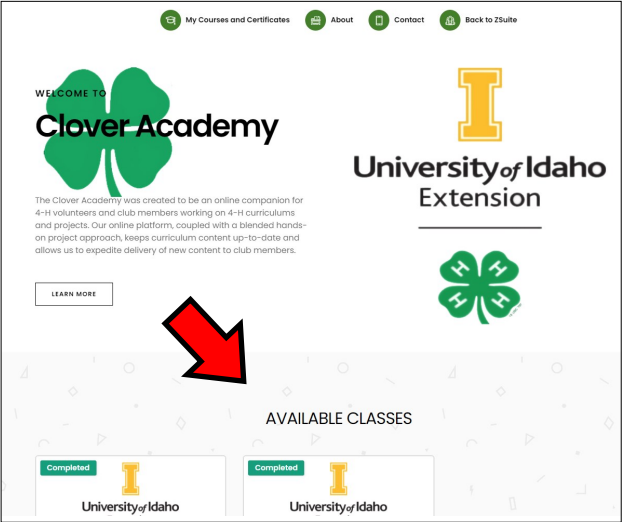 My Courses and Certificates About Contact Back to ZSuite
WELCOME TO
Clover Academy
The Clover Academy was created to be an online companion for
4-H volunteers and club members working on 4-H curriculums
and projects. Our online platform, coupled with a blended hands-
on project approach, keeps curriculum content up-to-date and
allows us to expedite delivery of new content to club members.
LEARN MORE
I
University of Idaho
Extension
H H
H H
AVAILABLE CLASSES
Completed
I
University of Idaho
Completed
I
University of Idaho